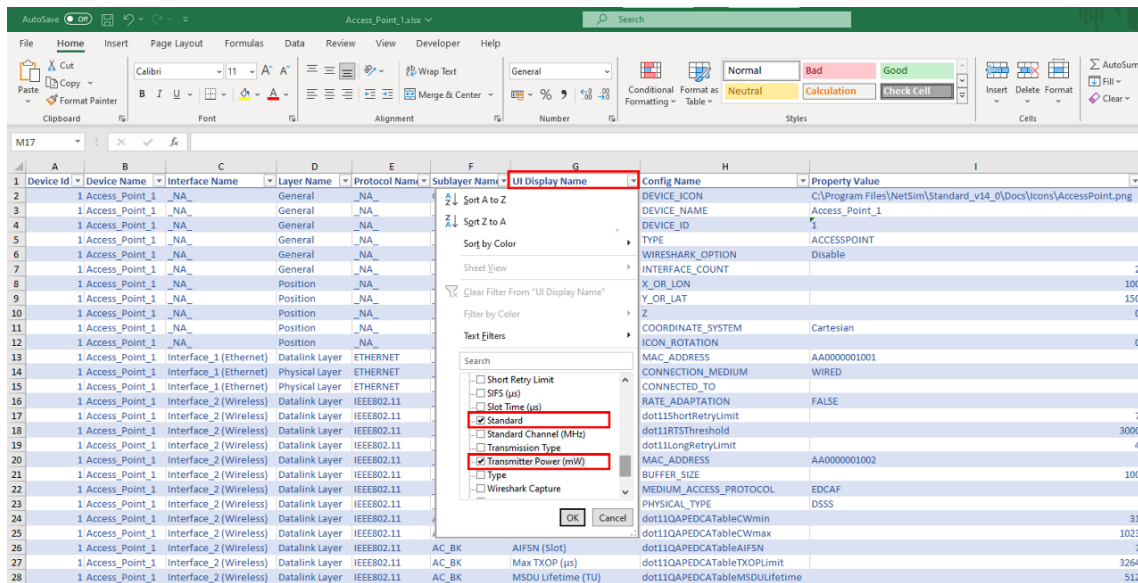 AutoSave Off Access_Point_1.xlsx Search
File Home Insert Page Layout Formulas Data Review View Developer Help
Cut Calibri 11 A^ A˅ Wrap Text General Normal Bad Good AutoSum
Paste Copy Conditional Format as Neutral Calculation Check Cell Insert Delete Format Fill
Format Painter B I U A Merge & Center % 9 Formatting Table Clear
Clipboard Font Alignment Number Styles Cells
M17 fx
A B C D E F G H I
1 Device Id Device Name Interface Name Layer Name Protocol Name Sublayer Name UI Display Name Config Name Property Value
2 1 Access_Point_1 _NA_ General _NA_ DEVICE_ICON C:\Program Files\NetSim\Standard_v14_0\Docs\Icons\AccessPoint.png
3 1 Access_Point_1 _NA_ General _NA_ DEVICE_NAME Access_Point_1
4 1 Access_Point_1 _NA_ General _NA_ DEVICE_ID 1
5 1 Access_Point_1 _NA_ General _NA_ TYPE ACCESSPOINT
6 1 Access_Point_1 _NA_ General _NA_ WIRESHARK_OPTION Disable
7 1 Access_Point_1 _NA_ General _NA_ INTERFACE_COUNT 2
8 1 Access_Point_1 _NA_ Position _NA_ X_OR_LON 100
9 1 Access_Point_1 _NA_ Position _NA_ Y_OR_LAT 150
10 1 Access_Point_1 _NA_ Position _NA_ Z 0
11 1 Access_Point_1 _NA_ Position _NA_ COORDINATE_SYSTEM Cartesian
12 1 Access_Point_1 _NA_ Position _NA_ ICON_ROTATION 0
13 1 Access_Point_1 Interface_1 (Ethernet) Datalink Layer ETHERNET MAC_ADDRESS AA0000001001
14 1 Access_Point_1 Interface_1 (Ethernet) Physical Layer ETHERNET CONNECTION_MEDIUM WIRED
15 1 Access_Point_1 Interface_1 (Ethernet) Physical Layer ETHERNET CONNECTED_TO
16 1 Access_Point_1 Interface_2 (Wireless) Datalink Layer IEEE802.11 RATE_ADAPTATION FALSE
17 1 Access_Point_1 Interface_2 (Wireless) Datalink Layer IEEE802.11 dot11ShortRetryLimit 7
18 1 Access_Point_1 Interface_2 (Wireless) Datalink Layer IEEE802.11 dot11RTSThreshold 3000
19 1 Access_Point_1 Interface_2 (Wireless) Datalink Layer IEEE802.11 dot11LongRetryLimit 4
20 1 Access_Point_1 Interface_2 (Wireless) Datalink Layer IEEE802.11 MAC_ADDRESS AA0000001002
21 1 Access_Point_1 Interface_2 (Wireless) Datalink Layer IEEE802.11 BUFFER_SIZE 100
22 1 Access_Point_1 Interface_2 (Wireless) Datalink Layer IEEE802.11 MEDIUM_ACCESS_PROTOCOL EDCAF
23 1 Access_Point_1 Interface_2 (Wireless) Datalink Layer IEEE802.11 PHYSICAL_TYPE DSSS
24 1 Access_Point_1 Interface_2 (Wireless) Datalink Layer IEEE802.11 dot11QAPEDCATableCWmin 31
25 1 Access_Point_1 Interface_2 (Wireless) Datalink Layer IEEE802.11 dot11QAPEDCATableCWmax 1023
26 1 Access_Point_1 Interface_2 (Wireless) Datalink Layer IEEE802.11 AC_BK AIFSN (Slot) dot11QAPEDCATableAIFSN 7
27 1 Access_Point_1 Interface_2 (Wireless) Datalink Layer IEEE802.11 AC_BK Max TXOP (µs) dot11QAPEDCATableTXOPLimit 3264
28 1 Access_Point_1 Interface_2 (Wireless) Datalink Layer IEEE802.11 AC_BK MSDU Lifetime (TU) dot11QAPEDCATableMSDULifetime 512
Sort A to Z
Sort Z to A
Sort by Color
Sheet View
Clear Filter From "UI Display Name"
Filter by Color
Text Filters
Search
Short Retry Limit
SIFS (µs)
Slot Time (µs)
Standard
Standard Channel (MHz)
Transmission Type
Transmitter Power (mW)
Type
Wireshark Capture
OK Cancel